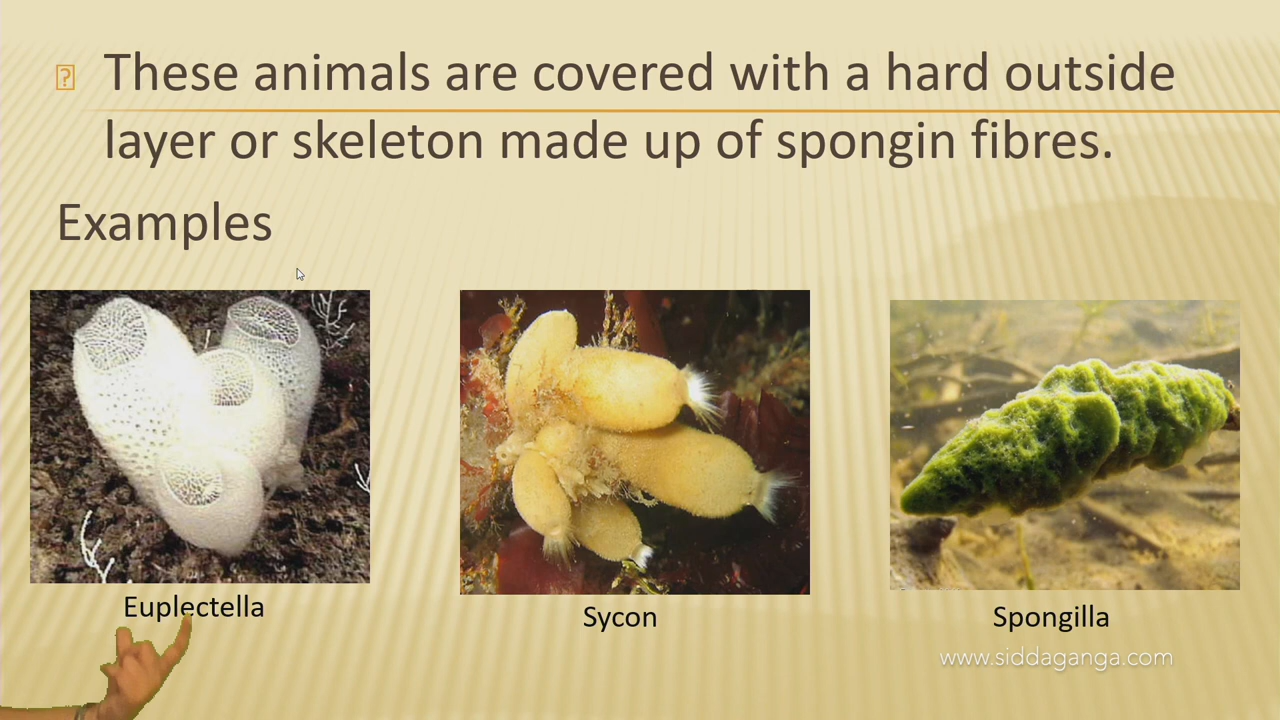 These animals are covered with a hard outside
layer or skeleton made up of spongin fibres.
Examples
Euplectella
Sycon
Spongilla
www.siddaganga.com